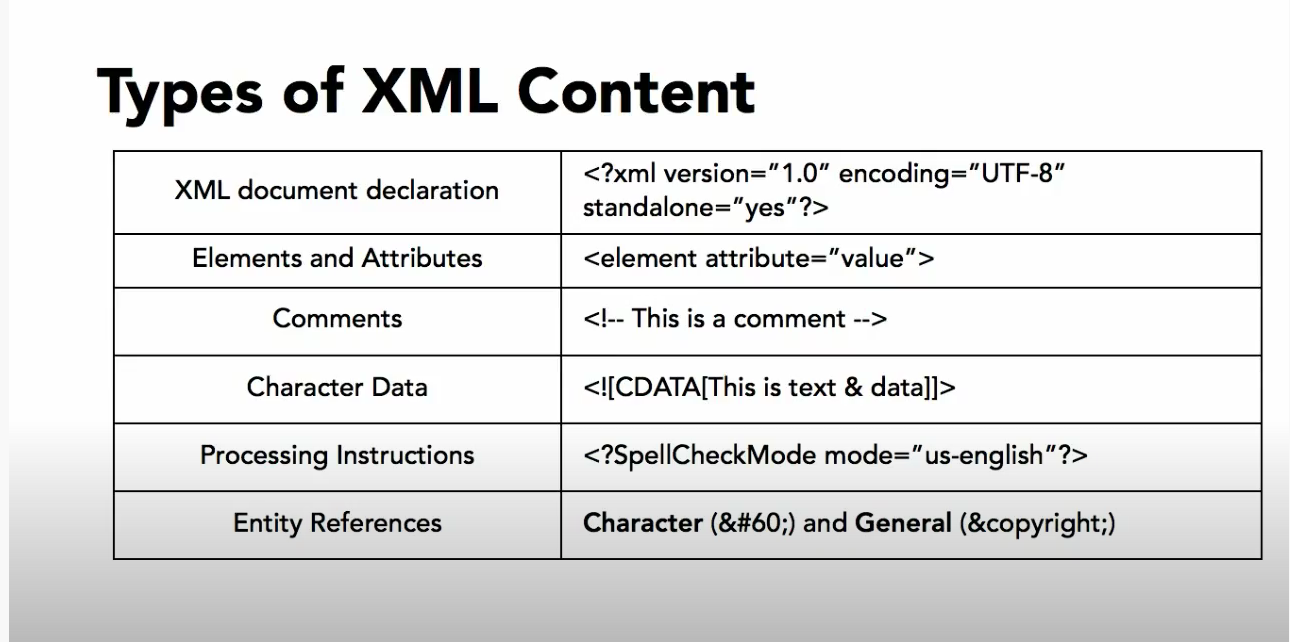 Types of XML Content
XML document declaration
<?xml version="1.0" encoding="UTF-8"
standalone="yes"?>
Elements and Attributes
<element attribute="value">
Comments
<!-- This is a comment -->
Character Data
<![CDATA[This is text & data]]>
Processing Instructions
<?SpellCheckMode mode="us-english"?>
Entity References
Character (&#60;) and General (&copyright;)